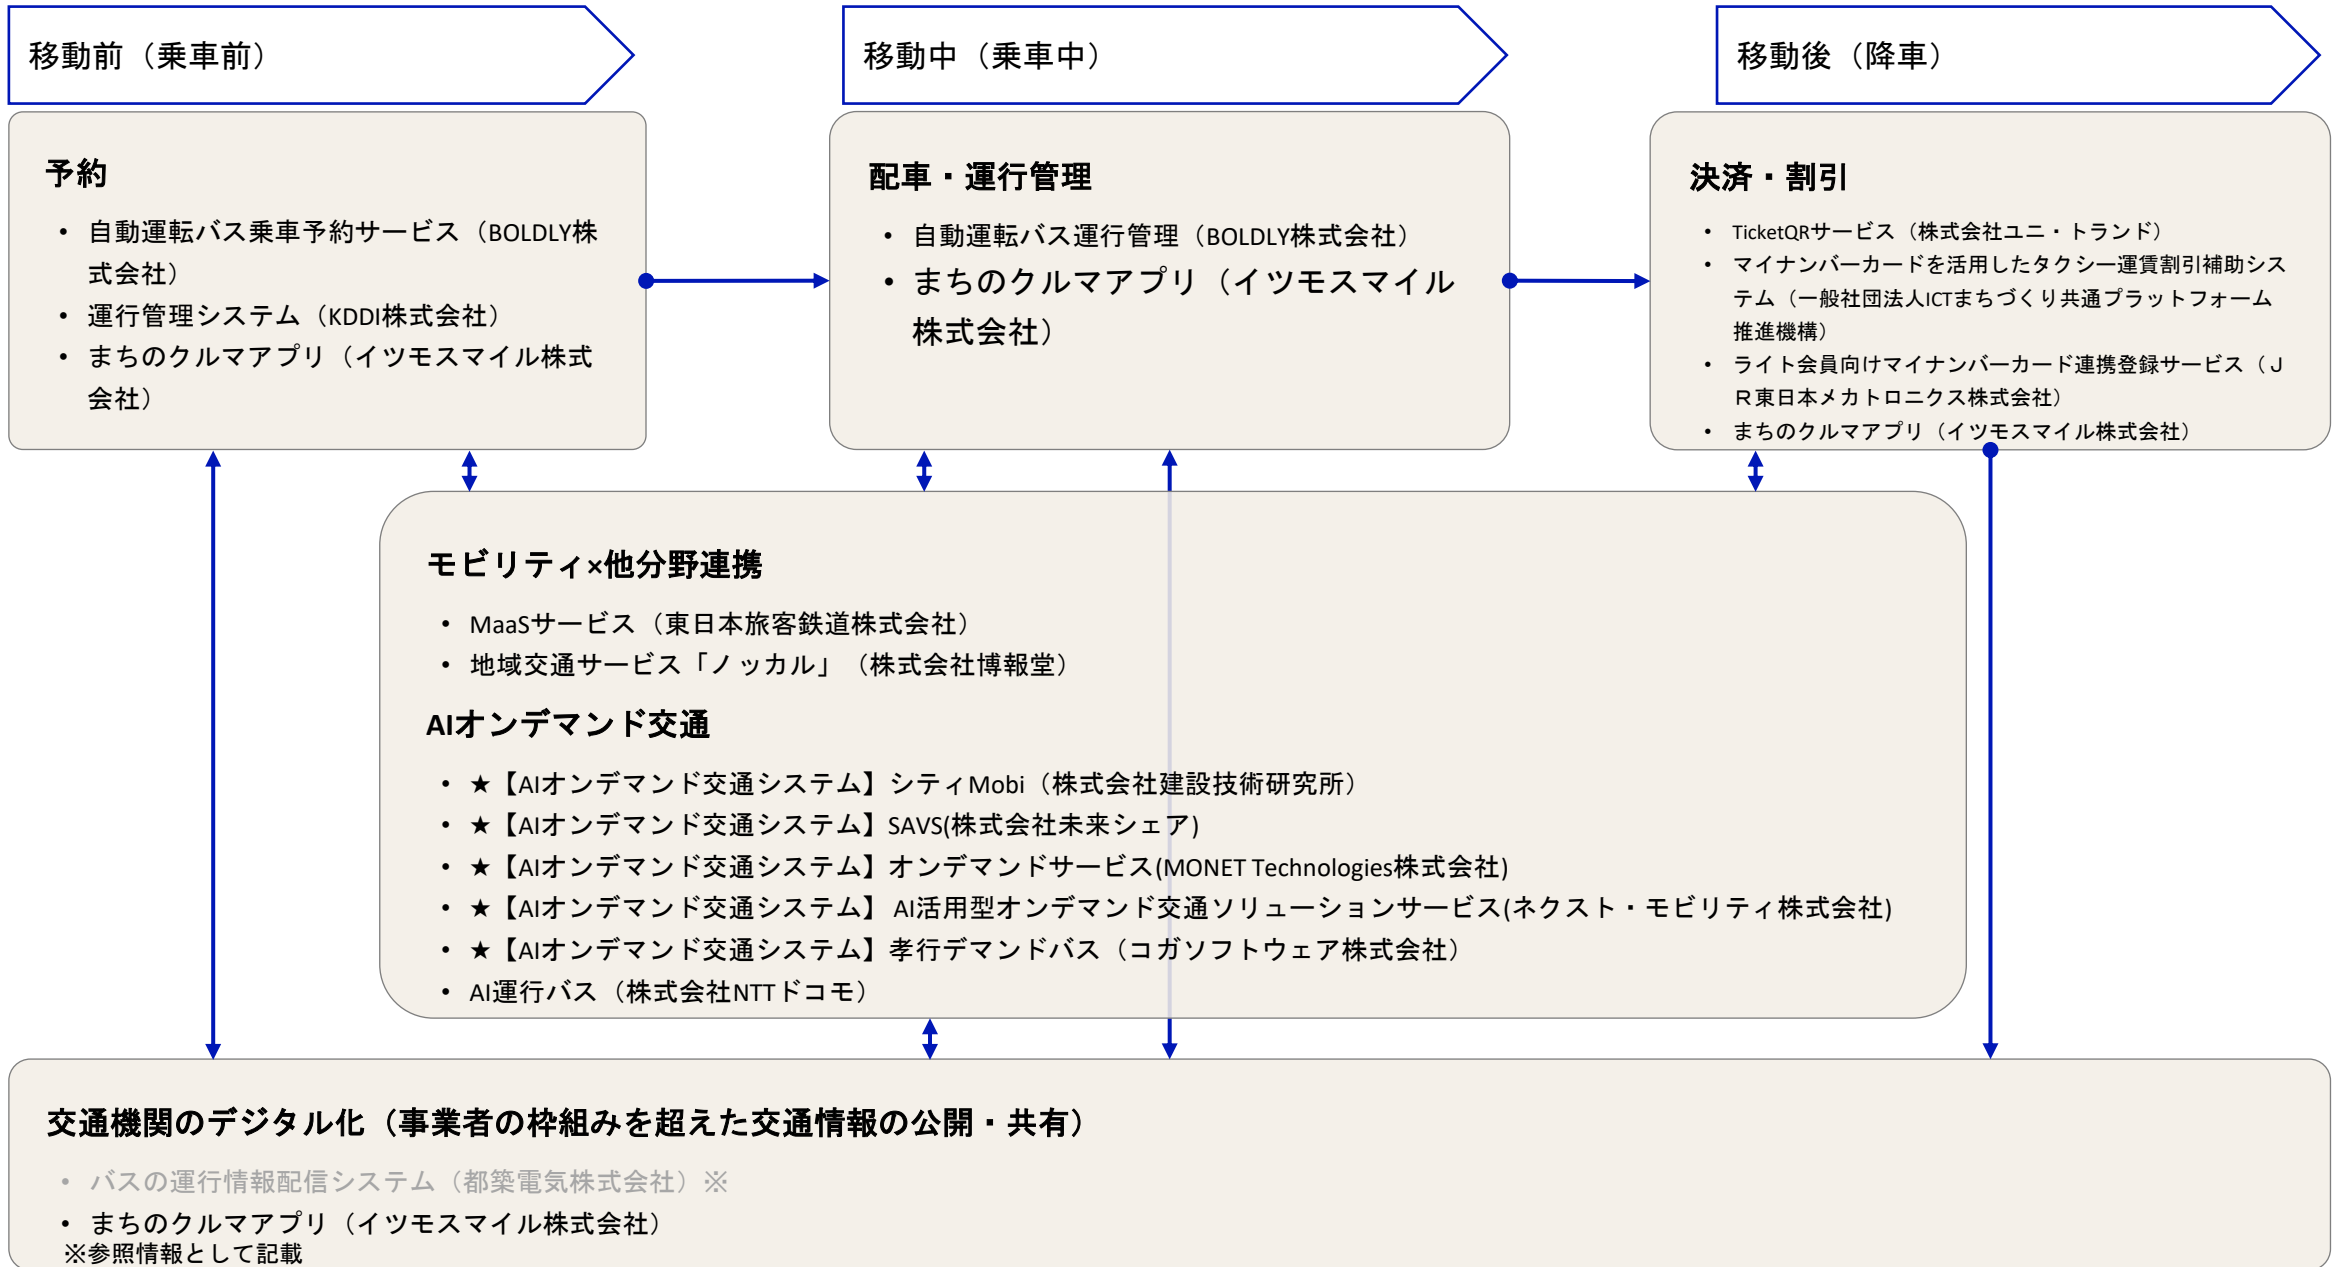 移動前（乗車前）
移動中（乗車中）
移動後（降車）
予約
• 自動運転バス乗車予約サービス（BOLDLY株
式会社）
• 運行管理システム（KDDI株式会社）
• まちのクルマアプリ（イツモスマイル株式
会社）
配車・運行管理
• 自動運転バス運行管理（BOLDLY株式会社）
• まちのクルマアプリ（イツモスマイル
株式会社）
決済・割引
• TicketQRサービス（株式会社ユニ・トランド）
• マイナンバーカードを活用したタクシー運賃割引補助シス
テム（一般社団法人ICTまちづくり共通プラットフォーム
推進機構）
• ライト会員向けマイナンバーカード連携登録サービス（Ｊ
Ｒ東日本メカトロニクス株式会社）
• まちのクルマアプリ（イツモスマイル株式会社）
モビリティ×他分野連携
• MaaSサービス（東日本旅客鉄道株式会社）
• 地域交通サービス「ノッカル」（株式会社博報堂）
AIオンデマンド交通
• ★【AIオンデマンド交通システム】シティMobi（株式会社建設技術研究所）
• ★【AIオンデマンド交通システム】SAVS(株式会社未来シェア)
• ★【AIオンデマンド交通システム】オンデマンドサービス(MONET Technologies株式会社)
• ★【AIオンデマンド交通システム】 AI活用型オンデマンド交通ソリューションサービス(ネクスト・モビリティ株式会社)
• ★【AIオンデマンド交通システム】孝行デマンドバス（コガソフトウェア株式会社）
• AI運行バス（株式会社NTTドコモ）
交通機関のデジタル化（事業者の枠組みを超えた交通情報の公開・共有）
• バスの運行情報配信システム（都築電気株式会社）※
• まちのクルマアプリ（イツモスマイル株式会社）
※参照情報として記載